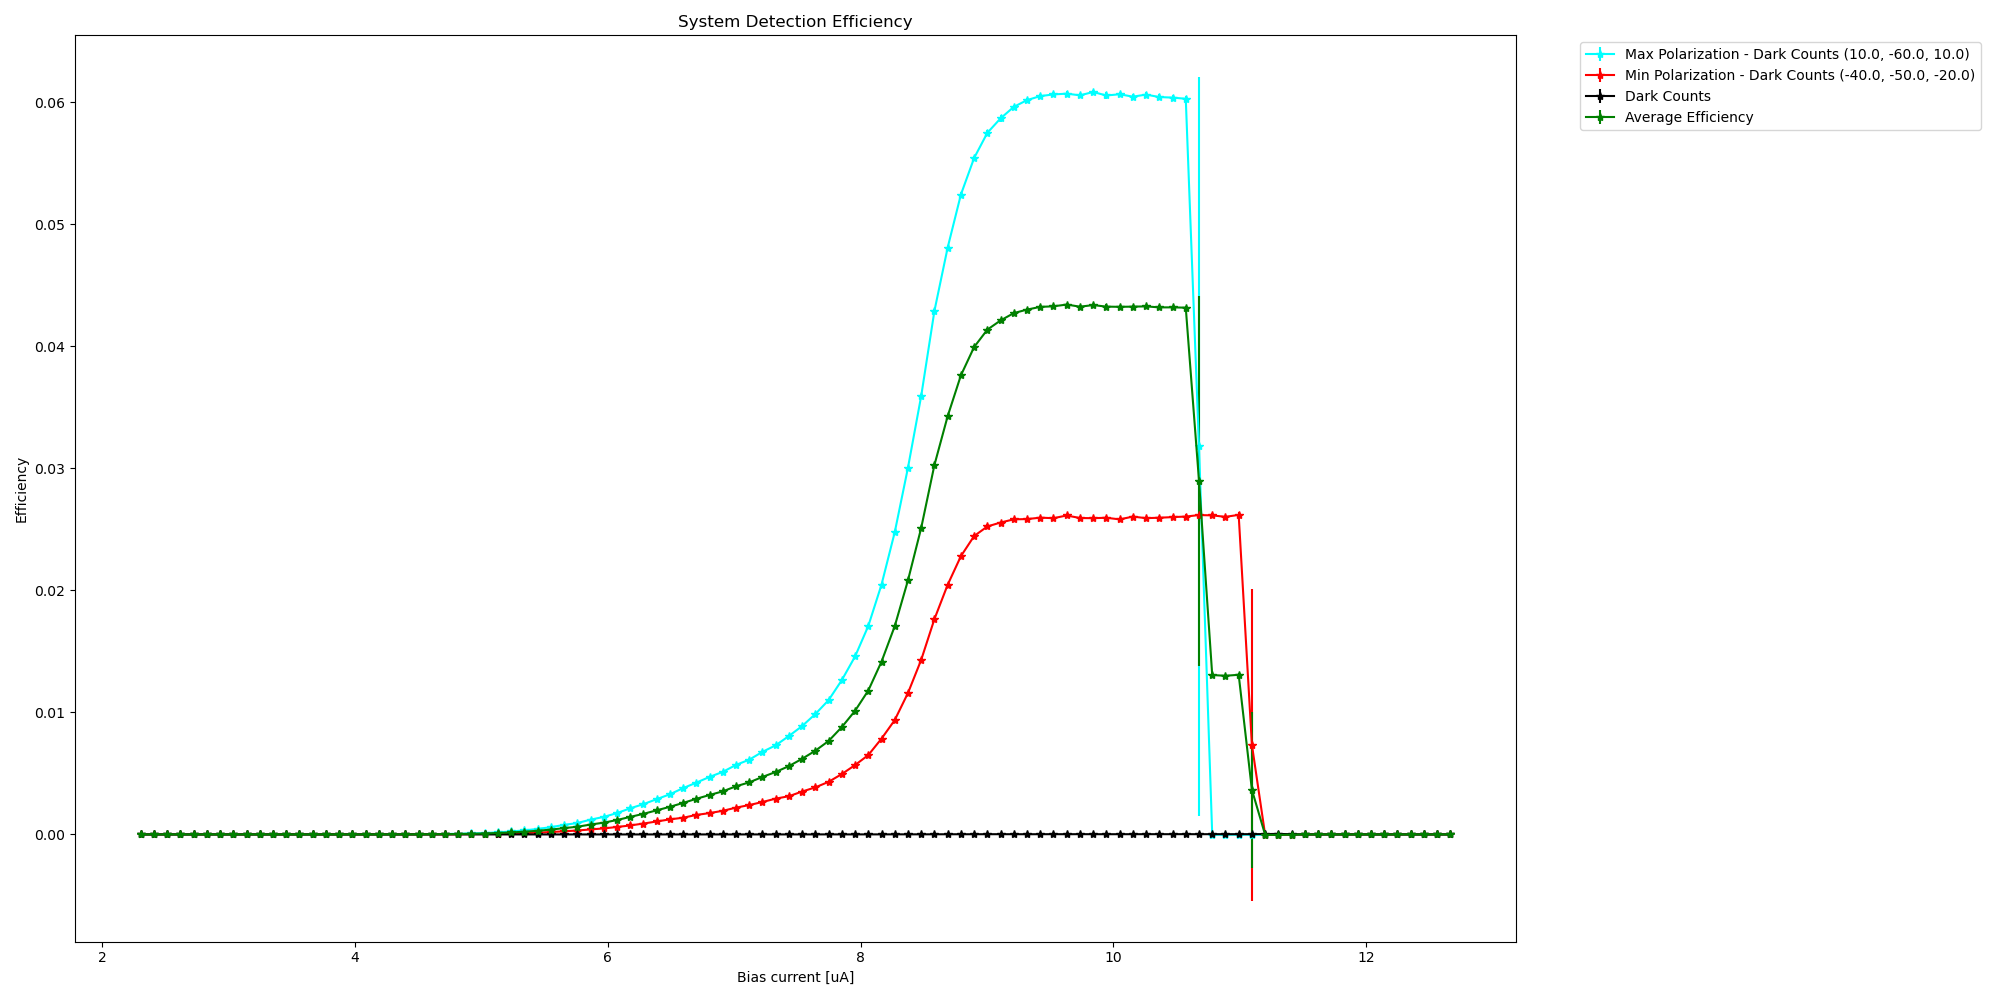 System Detection Efficiency
Max Polarization - Dark Counts (10.0, -60.0, 10.0)
Min Polarization - Dark Counts (-40.0, -50.0, -20.0)
Dark Counts
Average Efficiency
0.06
0.05
0.04
0.03
0.02
0.01
0.00
Efficiency
2 4 6 8 10 12
Bias current [uA]